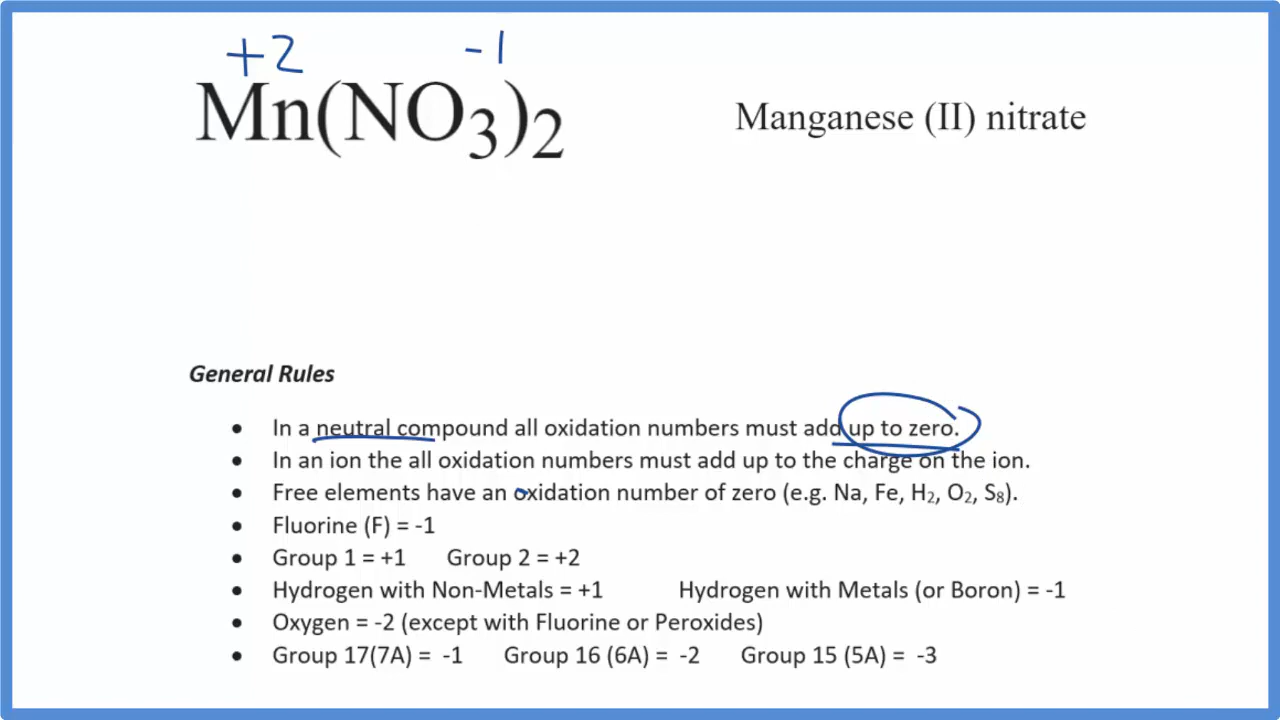 +2 -1
Mn(NO₃)₂ Manganese (II) nitrate
General Rules
• In a neutral compound all oxidation numbers must add up to zero.
• In an ion the all oxidation numbers must add up to the charge on the ion.
• Free elements have an oxidation number of zero (e.g. Na, Fe, H₂, O₂, S₈).
• Fluorine (F) = -1
• Group 1 = +1 Group 2 = +2
• Hydrogen with Non-Metals = +1 Hydrogen with Metals (or Boron) = -1
• Oxygen = -2 (except with Fluorine or Peroxides)
• Group 17(7A) = -1 Group 16 (6A) = -2 Group 15 (5A) = -3